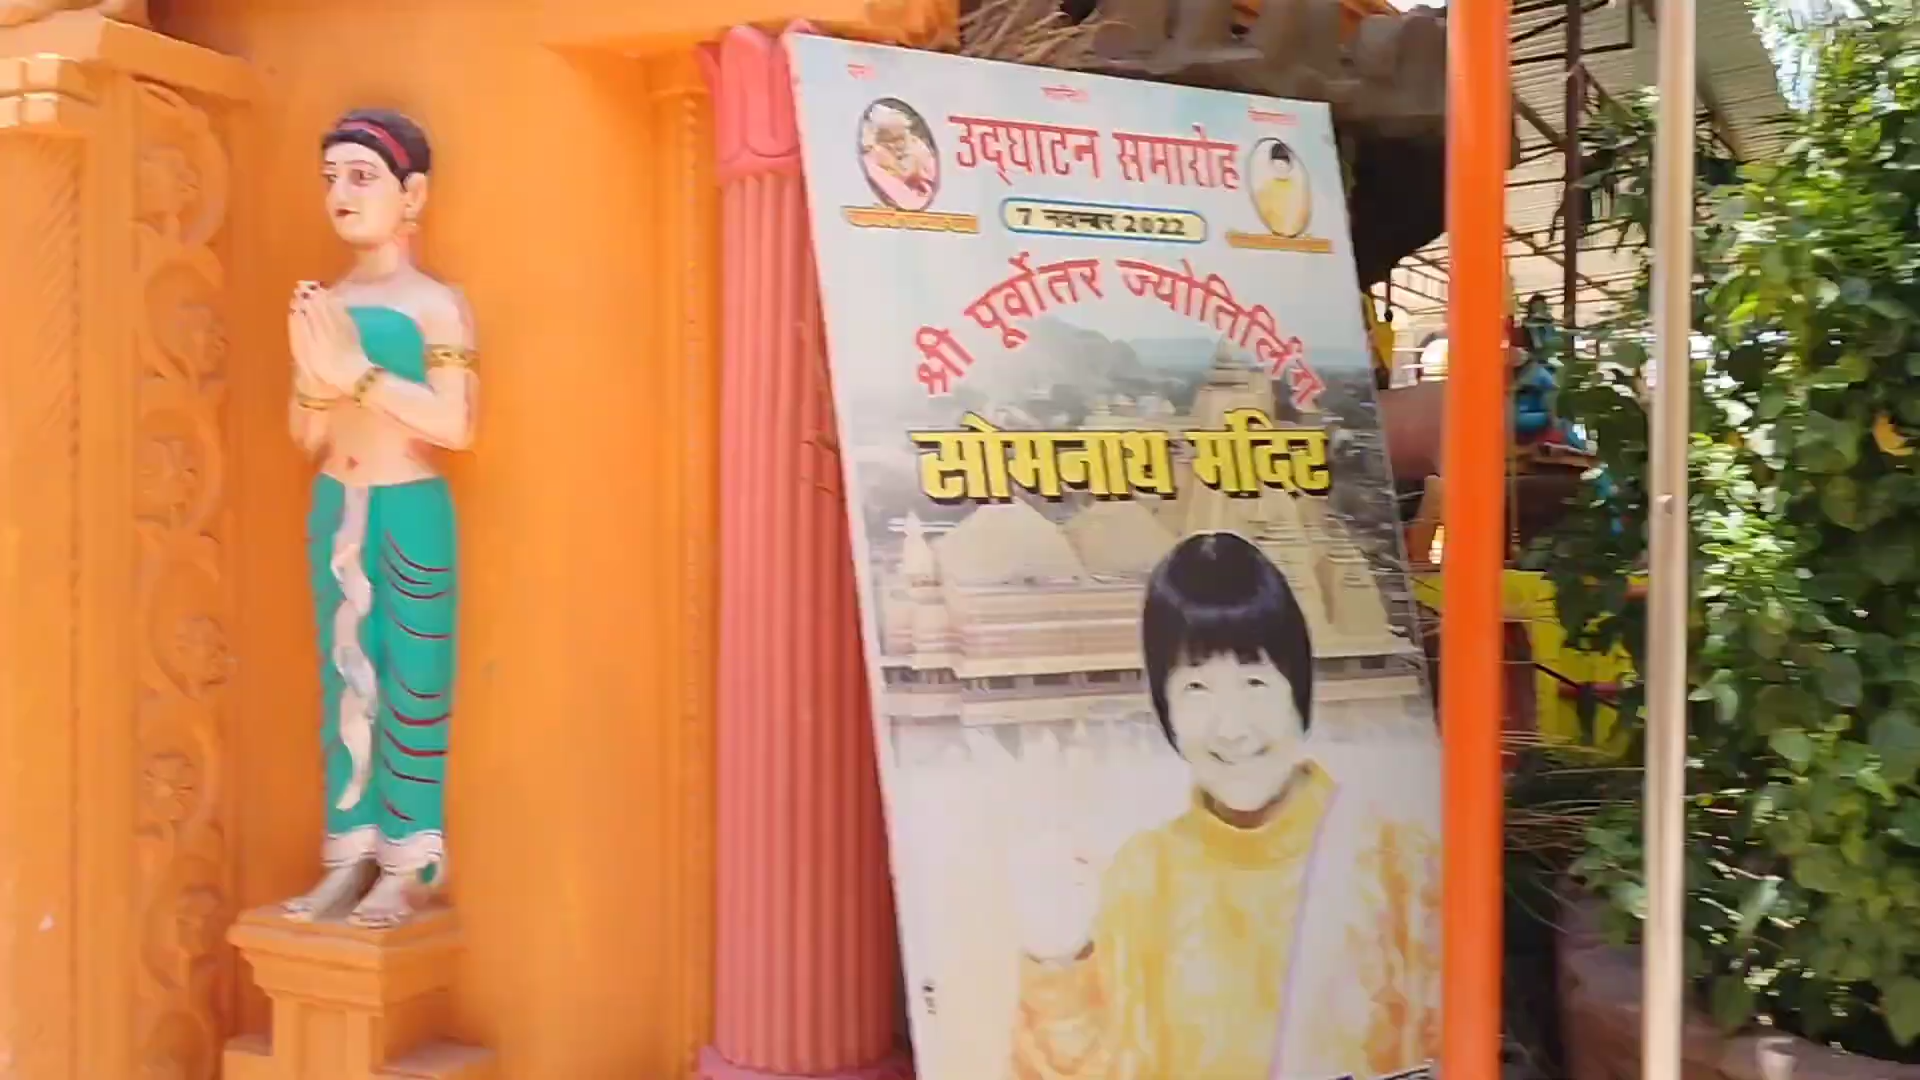 उद्घाटन समारोह
7 नवम्बर 2022
श्री पूर्वोतर ज्योतिर्लिंग
सोमनाथ मंदिर